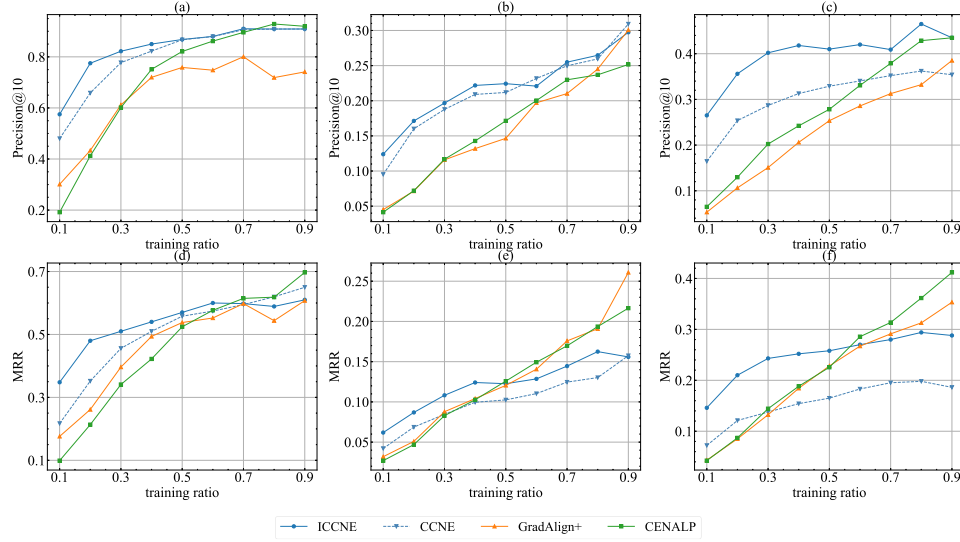 (a) (b) (c)
0.8 0.6 0.4 0.2
Precision@10
0.1 0.3 0.5 0.7 0.9
training ratio
0.30 0.25 0.20 0.15 0.10 0.05
Precision@10
0.1 0.3 0.5 0.7 0.9
training ratio
0.4 0.3 0.2 0.1
Precision@10
0.1 0.3 0.5 0.7 0.9
training ratio
(d) (e) (f)
0.7 0.5 0.3 0.1
MRR
0.1 0.3 0.5 0.7 0.9
training ratio
0.25 0.20 0.15 0.10 0.05
MRR
0.1 0.3 0.5 0.7 0.9
training ratio
0.4 0.3 0.2 0.1
MRR
0.1 0.3 0.5 0.7 0.9
training ratio
ICCNE CCNE GradAlign+ CENALP